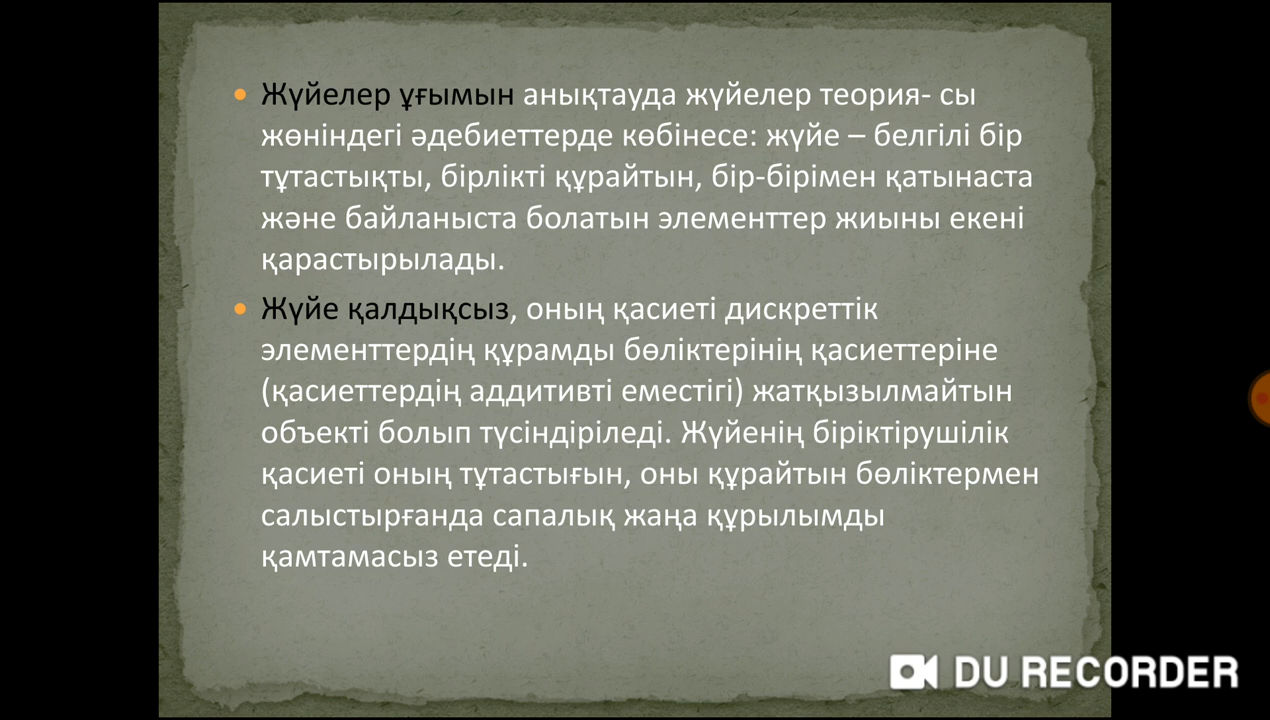 • Жүйелер ұғымын анықтауда жүйелер теория- сы
жөніндегі әдебиеттерде көбінесе: жүйе – белгілі бір
тұтастықты, бірлікті құрайтын, бір-бірімен қатынаста
және байланыста болатын элементтер жиыны екені
қарастырылады.
• Жүйе қалдықсыз, оның қасиеті дискреттік
элементтердің құрамды бөліктерінің қасиеттеріне
(қасиеттердің аддитивті еместігі) жатқызылмайтын
объекті болып түсіндіріледі. Жүйенің біріктірушілік
қасиеті оның тұтастығын, оны құрайтын бөліктермен
салыстырғанда сапалық жаңа құрылымды
қамтамасыз етеді.
DU RECORDER